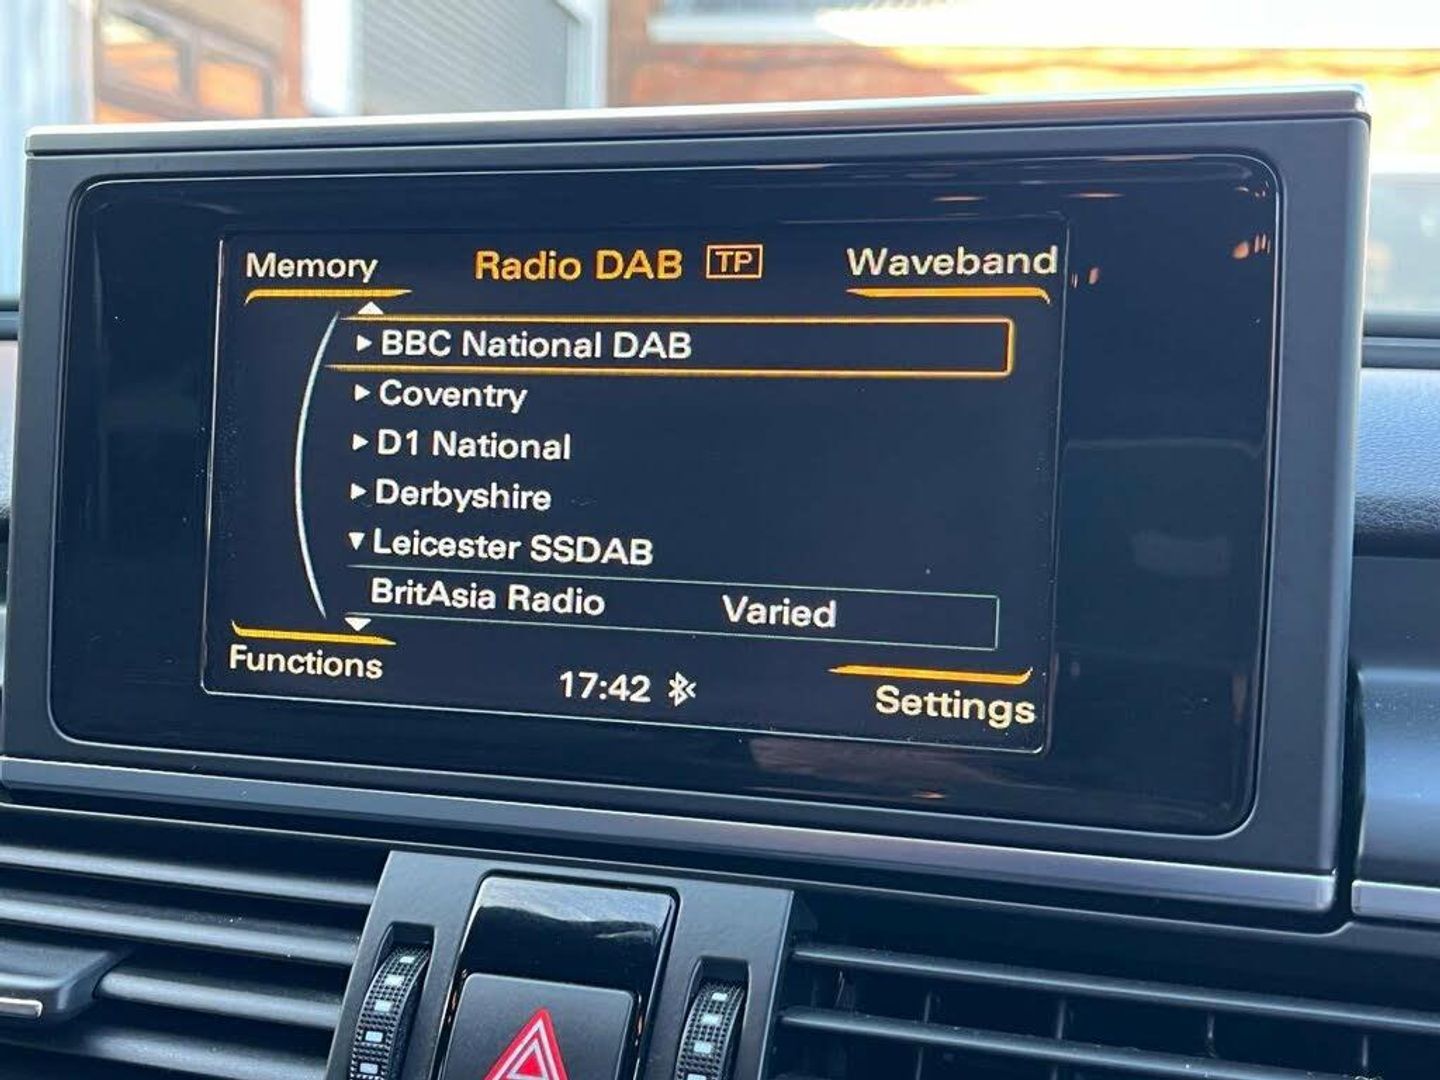 Memory Radio DAB TP Waveband
BBC National DAB
Coventry
D1 National
Derbyshire
Leicester SSDAB
BritAsia Radio Varied
Functions 17:42 Settings